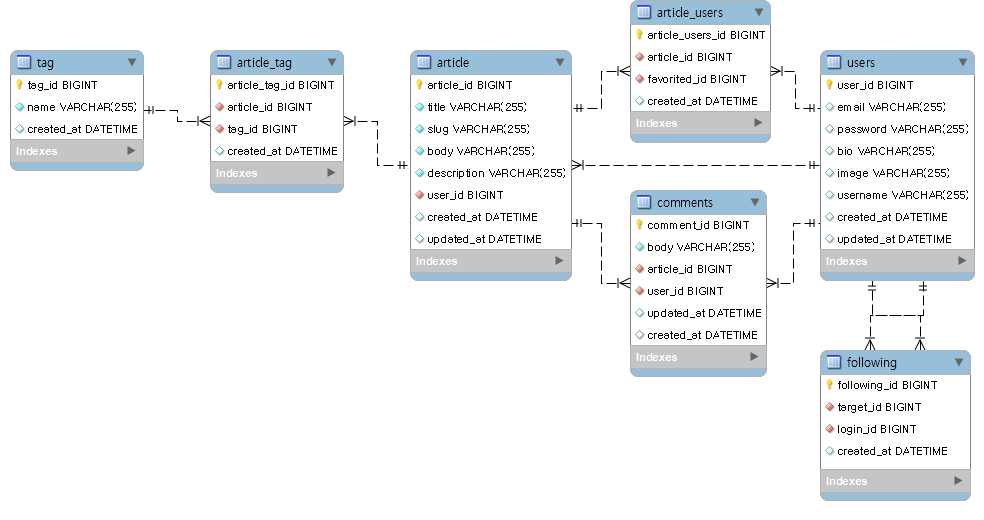 tag
tag_id BIGINT
name VARCHAR(255)
created_at DATETIME
Indexes
article_tag
article_tag_id BIGINT
article_id BIGINT
tag_id BIGINT
created_at DATETIME
Indexes
article
article_id BIGINT
title VARCHAR(255)
slug VARCHAR(255)
body VARCHAR(255)
description VARCHAR(255)
user_id BIGINT
created_at DATETIME
updated_at DATETIME
Indexes
article_users
article_users_id BIGINT
article_id BIGINT
favorited_id BIGINT
created_at DATETIME
Indexes
comments
comment_id BIGINT
body VARCHAR(255)
article_id BIGINT
user_id BIGINT
updated_at DATETIME
created_at DATETIME
Indexes
users
user_id BIGINT
email VARCHAR(255)
password VARCHAR(255)
bio VARCHAR(255)
image VARCHAR(255)
username VARCHAR(255)
created_at DATETIME
updated_at DATETIME
Indexes
following
following_id BIGINT
target_id BIGINT
login_id BIGINT
created_at DATETIME
Indexes